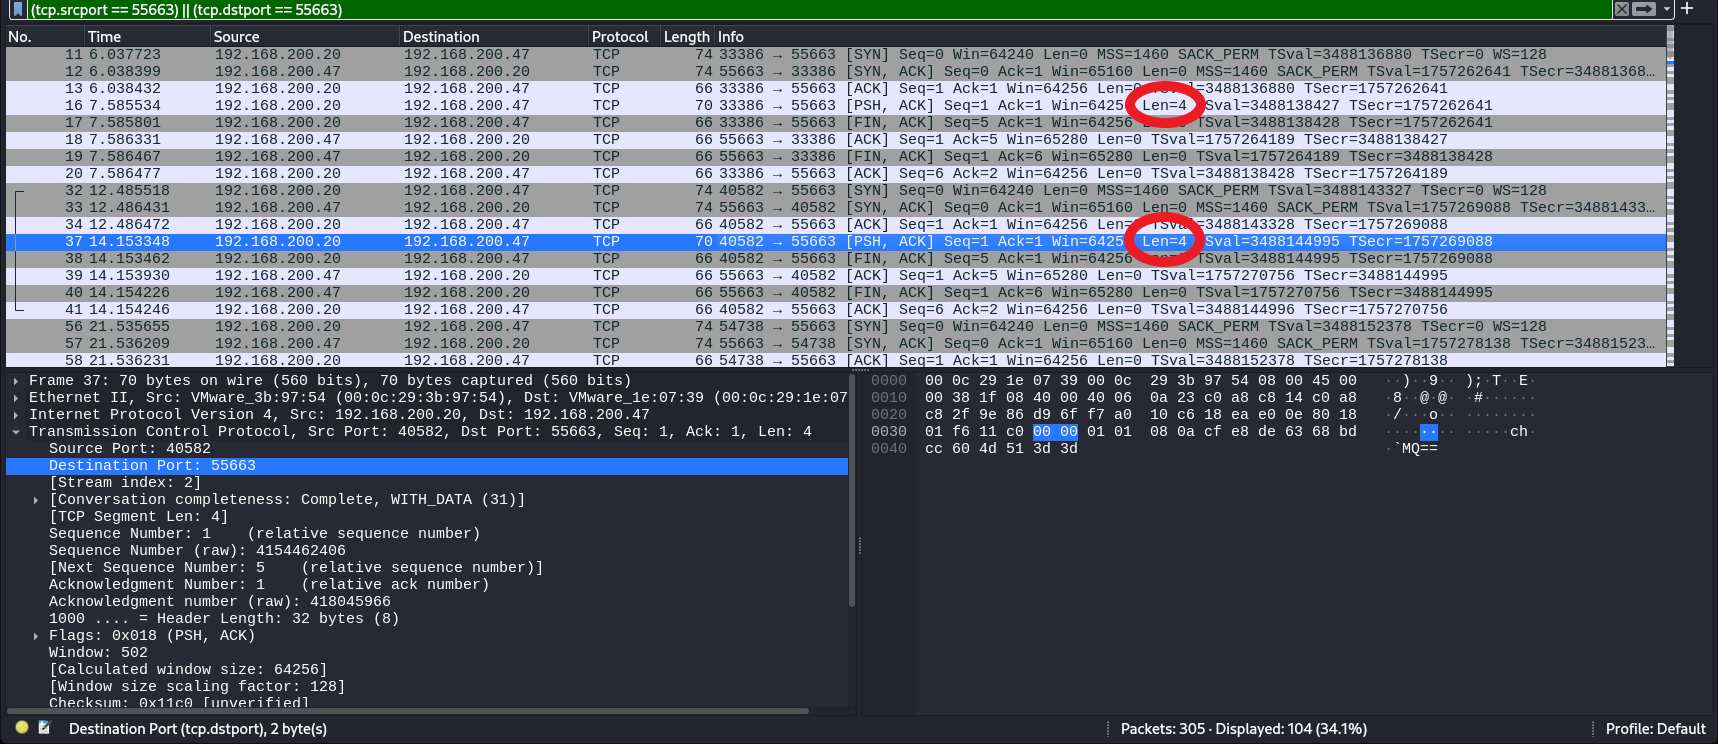 (tcp.srcport == 55663) || (tcp.dstport == 55663)
No. Time Source Destination Protocol Length Info
11 6.037723 192.168.200.20 192.168.200.47 TCP 74 33386 → 55663 [SYN] Seq=0 Win=64240 Len=0 MSS=1460 SACK_PERM TSval=3488136880 TSecr=0 WS=128
12 6.038399 192.168.200.47 192.168.200.20 TCP 74 55663 → 33386 [SYN, ACK] Seq=0 Ack=1 Win=65160 Len=0 MSS=1460 SACK_PERM TSval=1757262641 TSecr=34881368…
13 6.038432 192.168.200.20 192.168.200.47 TCP 66 33386 → 55663 [ACK] Seq=1 Ack=1 Win=64256 Len=0 TSval=3488136880 TSecr=1757262641
16 7.585534 192.168.200.20 192.168.200.47 TCP 70 33386 → 55663 [PSH, ACK] Seq=1 Ack=1 Win=64256 Len=4 TSval=3488138427 TSecr=1757262641
17 7.585801 192.168.200.20 192.168.200.47 TCP 66 33386 → 55663 [FIN, ACK] Seq=5 Ack=1 Win=64256 Len=0 TSval=3488138428 TSecr=1757262641
18 7.586331 192.168.200.47 192.168.200.20 TCP 66 55663 → 33386 [ACK] Seq=1 Ack=5 Win=65280 Len=0 TSval=1757264189 TSecr=3488138427
19 7.586467 192.168.200.47 192.168.200.20 TCP 66 55663 → 33386 [FIN, ACK] Seq=1 Ack=6 Win=65280 Len=0 TSval=1757264189 TSecr=3488138428
20 7.586477 192.168.200.20 192.168.200.47 TCP 66 33386 → 55663 [ACK] Seq=6 Ack=2 Win=64256 Len=0 TSval=3488138428 TSecr=1757264189
32 12.485518 192.168.200.20 192.168.200.47 TCP 74 40582 → 55663 [SYN] Seq=0 Win=64240 Len=0 MSS=1460 SACK_PERM TSval=3488143327 TSecr=0 WS=128
33 12.486431 192.168.200.47 192.168.200.20 TCP 74 55663 → 40582 [SYN, ACK] Seq=0 Ack=1 Win=65160 Len=0 MSS=1460 SACK_PERM TSval=1757269088 TSecr=34881433…
34 12.486472 192.168.200.20 192.168.200.47 TCP 66 40582 → 55663 [ACK] Seq=1 Ack=1 Win=64256 Len=0 TSval=3488143328 TSecr=1757269088
37 14.153348 192.168.200.20 192.168.200.47 TCP 70 40582 → 55663 [PSH, ACK] Seq=1 Ack=1 Win=64256 Len=4 TSval=3488144995 TSecr=1757269088
38 14.153462 192.168.200.20 192.168.200.47 TCP 66 40582 → 55663 [FIN, ACK] Seq=5 Ack=1 Win=64256 Len=0 TSval=3488144995 TSecr=1757269088
39 14.153930 192.168.200.47 192.168.200.20 TCP 66 55663 → 40582 [ACK] Seq=1 Ack=5 Win=65280 Len=0 TSval=1757270756 TSecr=3488144995
40 14.154226 192.168.200.47 192.168.200.20 TCP 66 55663 → 40582 [FIN, ACK] Seq=1 Ack=6 Win=65280 Len=0 TSval=1757270756 TSecr=3488144995
41 14.154246 192.168.200.20 192.168.200.47 TCP 66 40582 → 55663 [ACK] Seq=6 Ack=2 Win=64256 Len=0 TSval=3488144996 TSecr=1757270756
56 21.535655 192.168.200.20 192.168.200.47 TCP 74 54738 → 55663 [SYN] Seq=0 Win=64240 Len=0 MSS=1460 SACK_PERM TSval=3488152378 TSecr=0 WS=128
57 21.536209 192.168.200.47 192.168.200.20 TCP 74 55663 → 54738 [SYN, ACK] Seq=0 Ack=1 Win=65160 Len=0 MSS=1460 SACK_PERM TSval=1757278138 TSecr=34881523…
58 21.536231 192.168.200.20 192.168.200.47 TCP 66 54738 → 55663 [ACK] Seq=1 Ack=1 Win=64256 Len=0 TSval=3488152378 TSecr=1757278138
Frame 37: 70 bytes on wire (560 bits), 70 bytes captured (560 bits)
Ethernet II, Src: VMware_3b:97:54 (00:0c:29:3b:97:54), Dst: VMware_1e:07:39 (00:0c:29:1e:07
Internet Protocol Version 4, Src: 192.168.200.20, Dst: 192.168.200.47
Transmission Control Protocol, Src Port: 40582, Dst Port: 55663, Seq: 1, Ack: 1, Len: 4
Source Port: 40582
Destination Port: 55663
[Stream index: 2]
[Conversation completeness: Complete, WITH_DATA (31)]
[TCP Segment Len: 4]
Sequence Number: 1    (relative sequence number)
Sequence Number (raw): 4154462406
[Next Sequence Number: 5    (relative sequence number)]
Acknowledgment Number: 1    (relative ack number)
Acknowledgment number (raw): 418045966
1000 .... = Header Length: 32 bytes (8)
Flags: 0x018 (PSH, ACK)
Window: 502
[Calculated window size: 64256]
[Window size scaling factor: 128]
Checksum: 0x11c0 [unverified]
0000 00 0c 29 1e 07 39 00 0c 29 3b 97 54 08 00 45 00 ··)··9·· );·T··E·
0010 00 38 1f 08 40 00 40 06 0a 23 c0 a8 c8 14 c0 a8 ·8··@·@· ·#······
0020 c8 2f 9e 86 d9 6f f7 a0 10 c6 18 ea e0 0e 80 18 ·/···o·· ········
0030 01 f6 11 c0 00 00 01 01 08 0a cf e8 de 63 68 bd ········ ·····ch·
0040 cc 60 4d 51 3d 3d ·`MQ==
Destination Port (tcp.dstport), 2 byte(s)
Packets: 305 · Displayed: 104 (34.1%)
Profile: Default